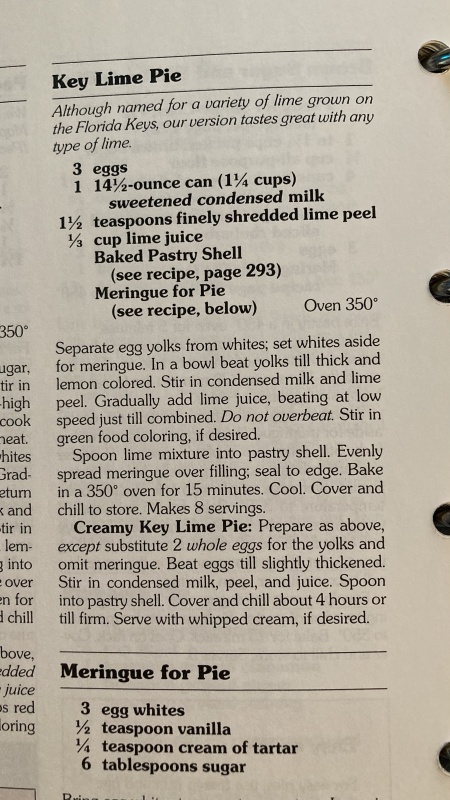 Key Lime Pie
Although named for a variety of lime grown on
the Florida Keys, our version tastes great with any
type of lime.
3 eggs
1 14½-ounce can (1¼ cups)
sweetened condensed milk
1½ teaspoons finely shredded lime peel
⅓ cup lime juice
Baked Pastry Shell
(see recipe, page 293)
Meringue for Pie
(see recipe, below) Oven 350°
Separate egg yolks from whites; set whites aside
for meringue. In a bowl beat yolks till thick and
lemon colored. Stir in condensed milk and lime
peel. Gradually add lime juice, beating at low
speed just till combined. Do not overbeat. Stir in
green food coloring, if desired.
Spoon lime mixture into pastry shell. Evenly
spread meringue over filling; seal to edge. Bake
in a 350° oven for 15 minutes. Cool. Cover and
chill to store. Makes 8 servings.
Creamy Key Lime Pie: Prepare as above,
except substitute 2 whole eggs for the yolks and
omit meringue. Beat eggs till slightly thickened.
Stir in condensed milk, peel, and juice. Spoon
into pastry shell. Cover and chill about 4 hours or
till firm. Serve with whipped cream, if desired.
Meringue for Pie
3 egg whites
½ teaspoon vanilla
¼ teaspoon cream of tartar
6 tablespoons sugar
350°
ugar,
tir in
-high
cook
neat.
hites
Grad-
eturn
k and
tir in
lem-
g into
over
en for
d chill
bove,
edded
juice
os red
loring